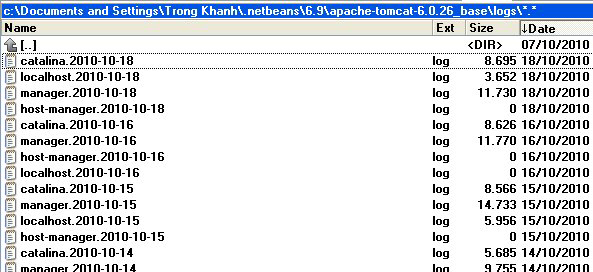 c:\Documents and Settings\Trong Khanh\.netbeans\6.9\apache-tomcat-6.0.26_base\logs\*.*
Name Ext Size ↓Date
[..] <DIR> 07/10/2010
catalina.2010-10-18 log 8.695 18/10/2010
localhost.2010-10-18 log 3.652 18/10/2010
manager.2010-10-18 log 11.730 18/10/2010
host-manager.2010-10-18 log 0 18/10/2010
catalina.2010-10-16 log 8.626 16/10/2010
manager.2010-10-16 log 11.770 16/10/2010
host-manager.2010-10-16 log 0 16/10/2010
localhost.2010-10-16 log 0 16/10/2010
catalina.2010-10-15 log 8.566 15/10/2010
manager.2010-10-15 log 14.733 15/10/2010
localhost.2010-10-15 log 5.956 15/10/2010
host-manager.2010-10-15 log 0 15/10/2010
catalina.2010-10-14 log 5.685 14/10/2010
manager.2010-10-14 log 9.755 14/10/2010